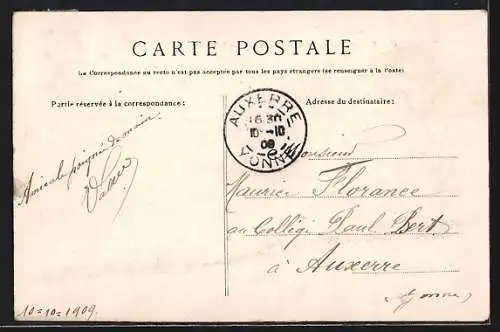 CARTE POSTALE
La Correspondance au recto n'est pas acceptée par tous les pays étrangers (se renseigner à la Poste)
Partie réservée à la correspondance :
Adresse du destinataire :
AUXERRE
16 30
10 - 10
09
YONNE
Amicale poignée de main
Monsieur
Maurice Florance
au Collège Paul Bert
à Auxerre
Yonne
10=10=1909.